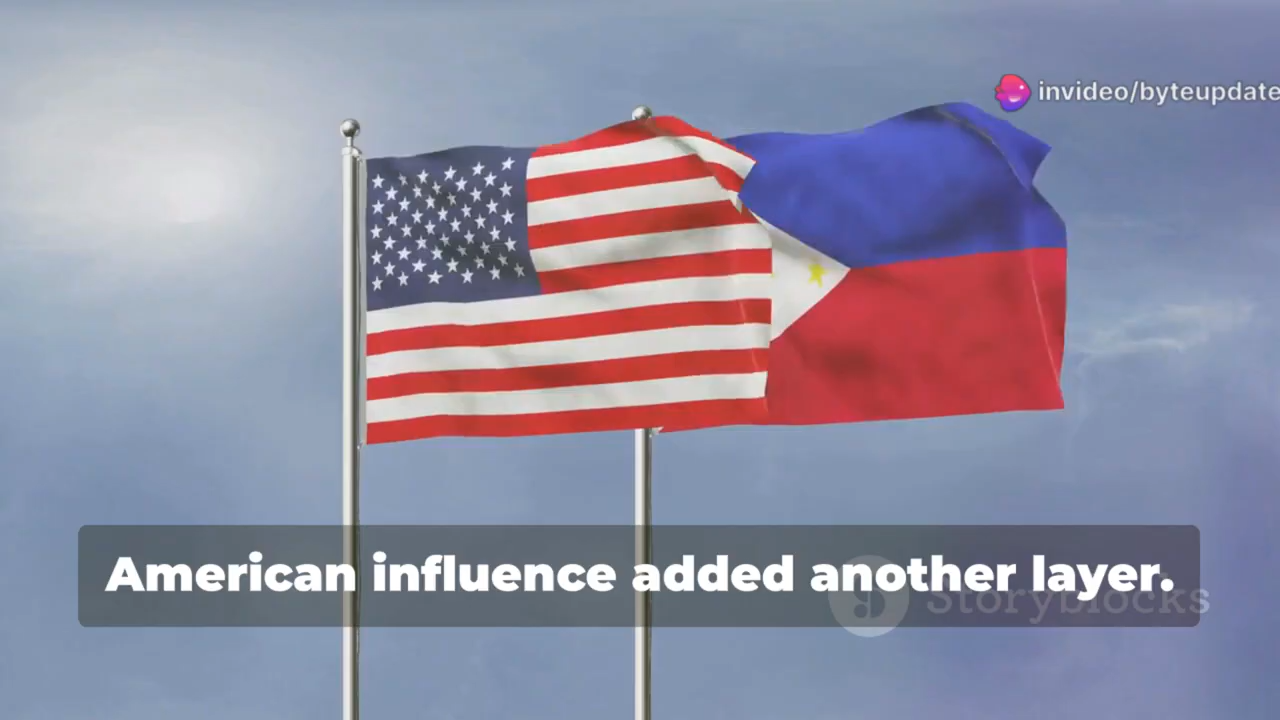 invideo/byteupdate
American influence added another layer.
Storyblocks